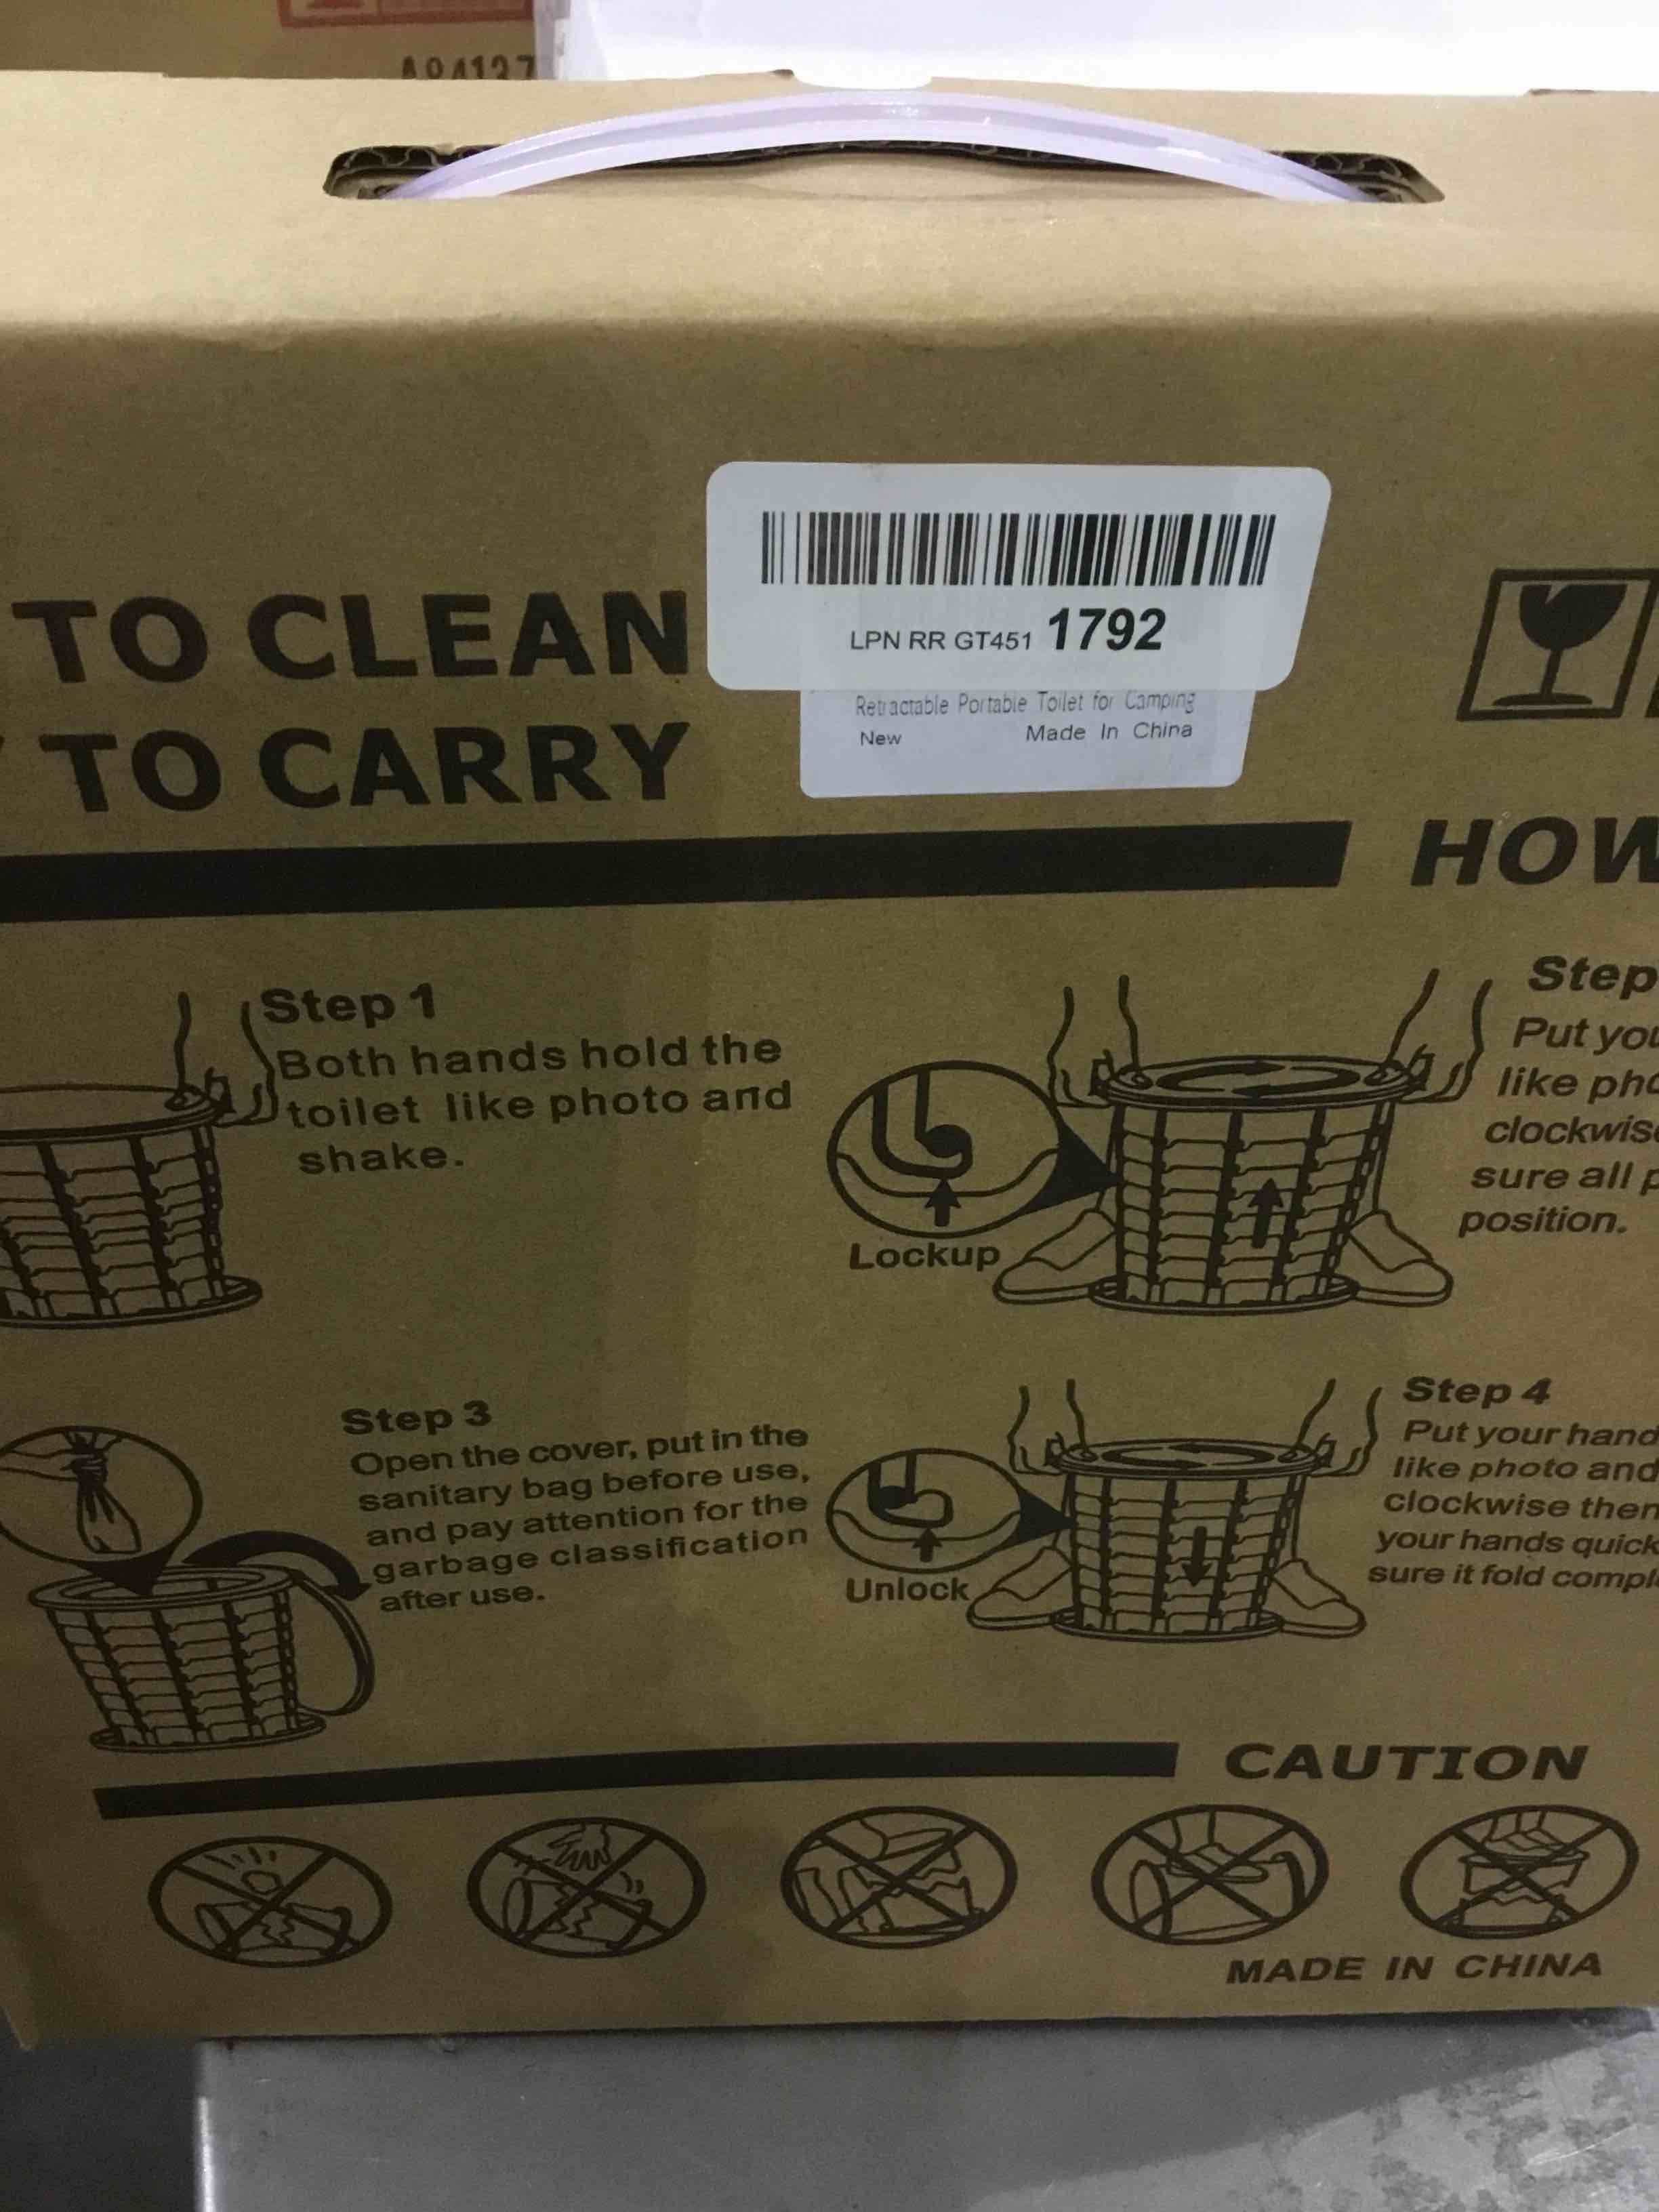 A84137
TO CLEAN
TO CARRY
LPN RR GT451 1792
Retractable Portable Toilet for Camping
New Made In China
HOW
Step 1
Both hands hold the
toilet like photo and
shake.
Step
Put you
like pho
clockwise
sure all p
position.
Lockup
Step 3
Open the cover, put in the
sanitary bag before use,
and pay attention for the
garbage classification
after use.
Step 4
Put your hand
like photo and
clockwise then
your hands quick
sure it fold comple
Unlock
CAUTION
MADE IN CHINA